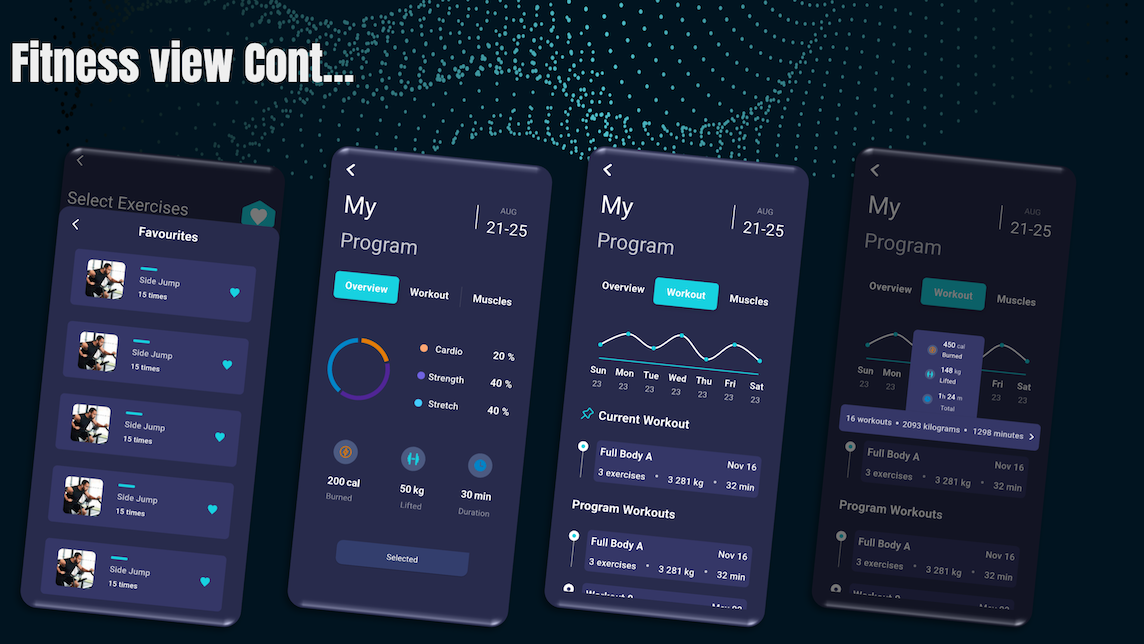 Fitness view Cont...
Select Exercises
Favourites
Side Jump
15 times
Side Jump
15 times
Side Jump
15 times
Side Jump
15 times
Side Jump
15 times
My
Program
AUG
21-25
Overview Workout Muscles
Cardio 20 %
Strength 40 %
Stretch 40 %
200 cal
Burned
50 kg
Lifted
30 min
Duration
Selected
My
Program
AUG
21-25
Overview Workout Muscles
Sun Mon Tue Wed Thu Fri Sat
23 23 23 23 23 23 23
Current Workout
Full Body A Nov 16
3 exercises • 3 281 kg • 32 min
Program Workouts
Full Body A Nov 16
3 exercises • 3 281 kg • 32 min
My
Program
AUG
21-25
Overview Workout Muscles
450 cal
Burned
148 kg
Lifted
1h 24 m
Total
Sun Mon Fri Sat
23 23 23 23
16 workouts • 2093 kilograms • 1298 minutes
Full Body A Nov 16
3 exercises • 3 281 kg • 32 min
Program Workouts
Full Body A Nov 16
3 exercises • 3 281 kg • 32 min